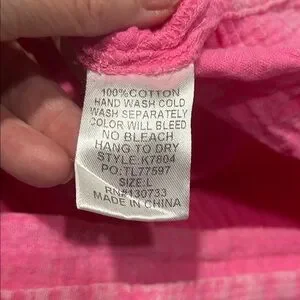 100%COTTON
HAND WASH COLD
WASH SEPARATELY
COLOR WILL BLEED
NO BLEACH
HANG TO DRY
STYLE:K7804
PO:TL77597
SIZE:L
RN#130733
MADE IN CHINA